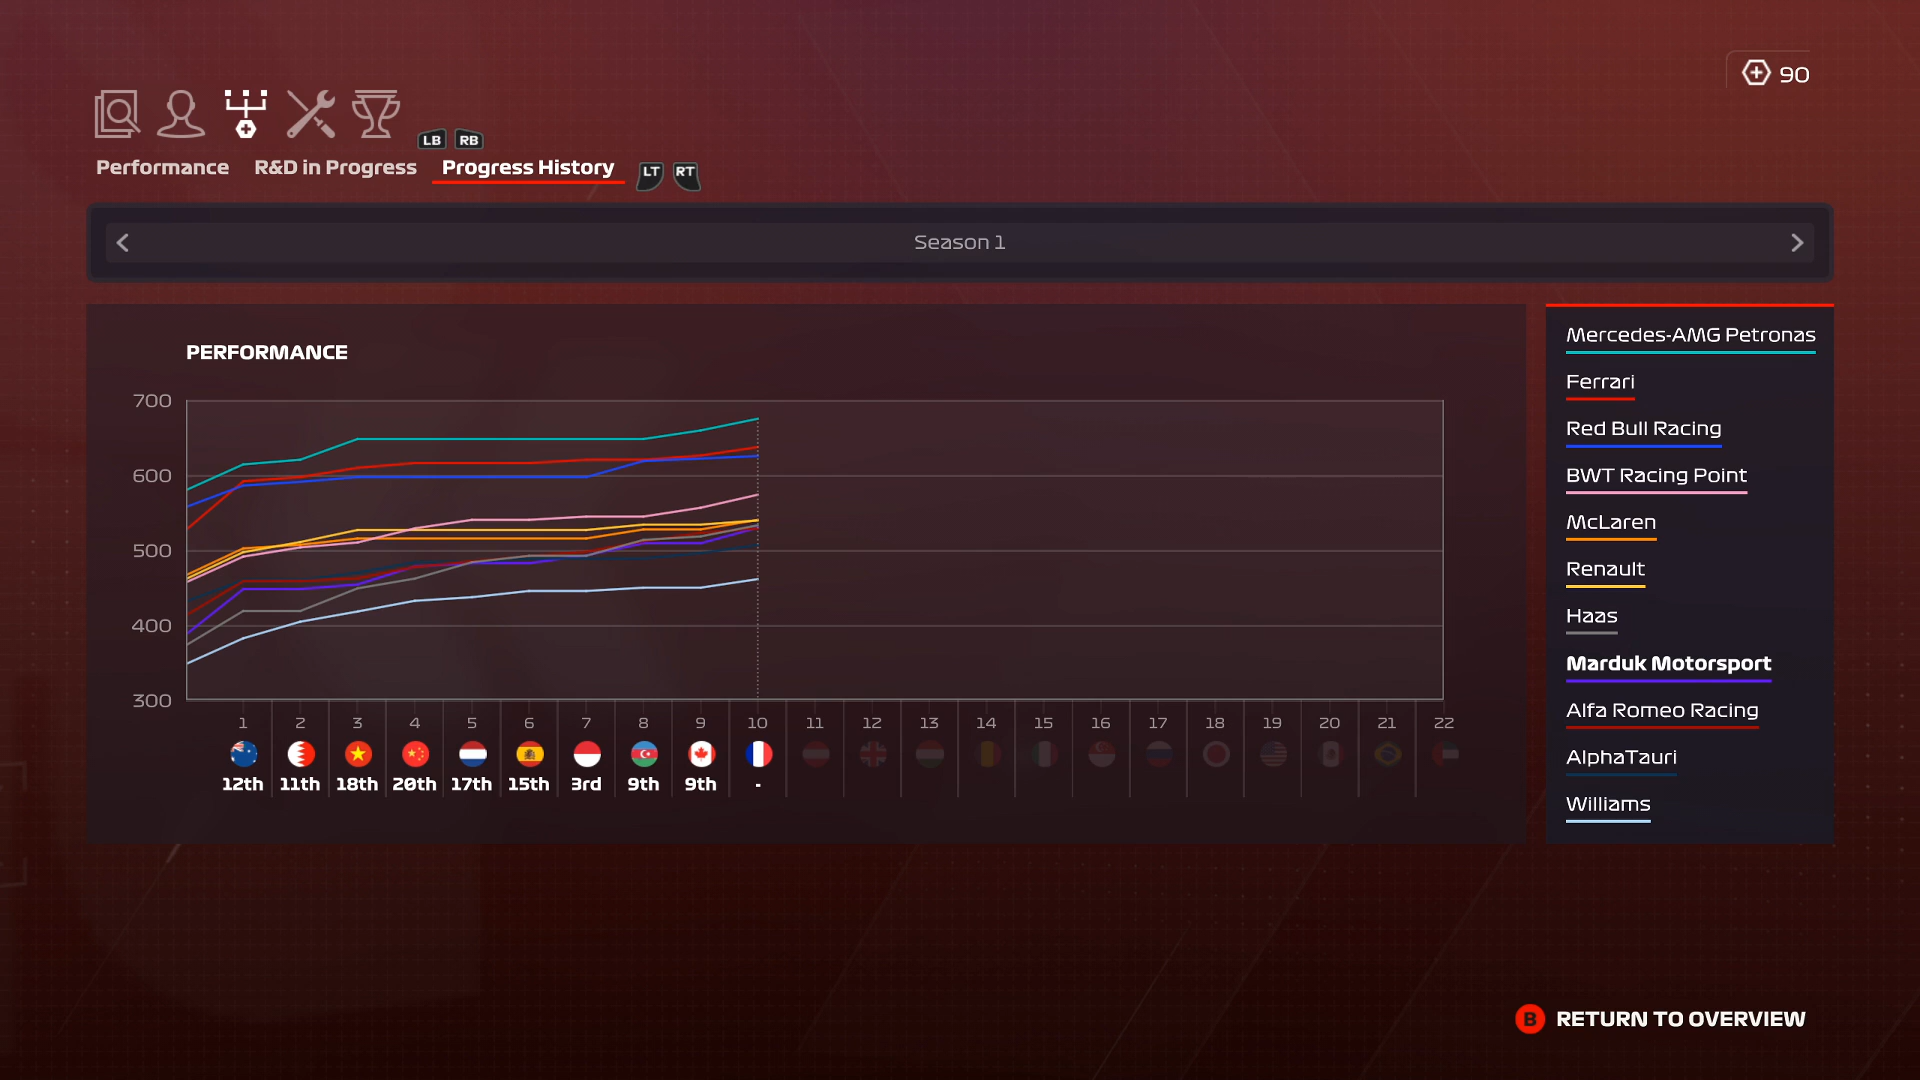 90
LB RB
Performance R&D in Progress Progress History LT RT
Season 1
PERFORMANCE
700
600
500
400
300
1 2 3 4 5 6 7 8 9 10 11 12 13 14 15 16 17 18 19 20 21 22
12th 11th 18th 20th 17th 15th 3rd 9th 9th -
Mercedes-AMG Petronas
Ferrari
Red Bull Racing
BWT Racing Point
McLaren
Renault
Haas
Marduk Motorsport
Alfa Romeo Racing
AlphaTauri
Williams
B RETURN TO OVERVIEW